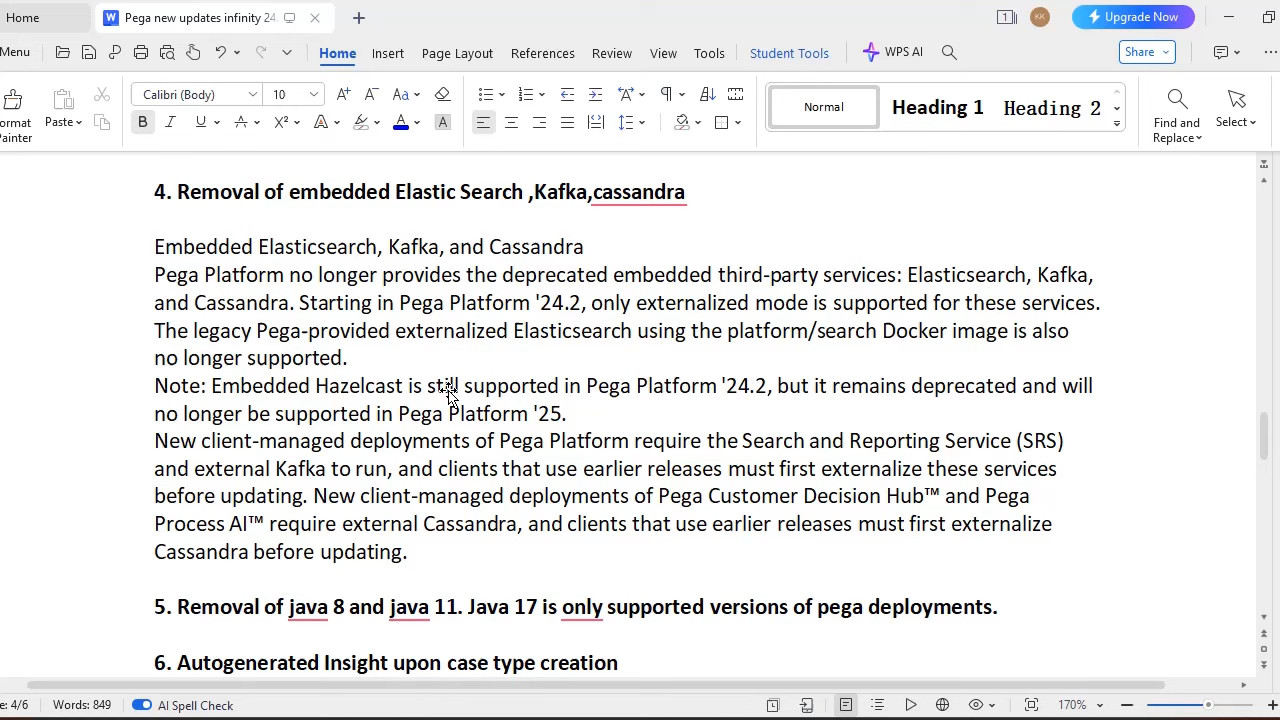 Home
Pega new updates infinity 24
1
KK
Upgrade Now
Menu
Home
Insert
Page Layout
References
Review
View
Tools
Student Tools
WPS AI
Share
ormat
ainter
Paste
Calibri (Body)
10
Normal
Heading 1
Heading 2
Find and
Replace
Select
4. Removal of embedded Elastic Search ,Kafka,cassandra
Embedded Elasticsearch, Kafka, and Cassandra
Pega Platform no longer provides the deprecated embedded third-party services: Elasticsearch, Kafka,
and Cassandra. Starting in Pega Platform '24.2, only externalized mode is supported for these services.
The legacy Pega-provided externalized Elasticsearch using the platform/search Docker image is also
no longer supported.
Note: Embedded Hazelcast is still supported in Pega Platform '24.2, but it remains deprecated and will
no longer be supported in Pega Platform '25.
New client-managed deployments of Pega Platform require the Search and Reporting Service (SRS)
and external Kafka to run, and clients that use earlier releases must first externalize these services
before updating. New client-managed deployments of Pega Customer Decision Hub™ and Pega
Process AI™ require external Cassandra, and clients that use earlier releases must first externalize
Cassandra before updating.
5. Removal of java 8 and java 11. Java 17 is only supported versions of pega deployments.
6. Autogenerated Insight upon case type creation
e: 4/6
Words: 849
AI Spell Check
170%